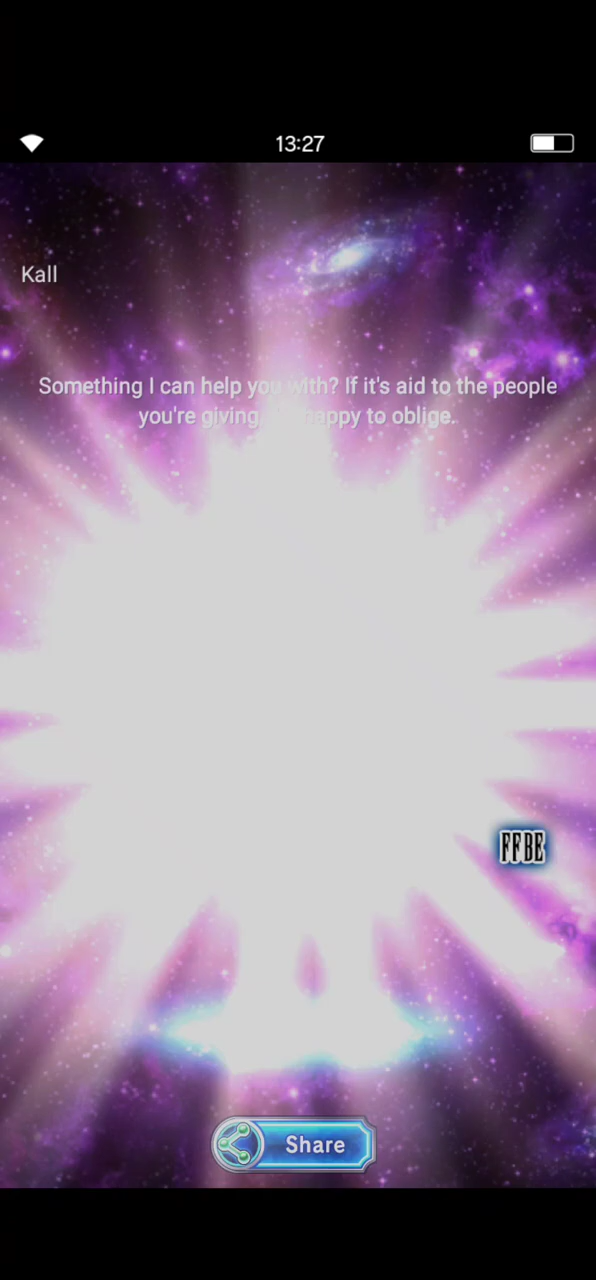 13:27
Kall
Something I can help you with? If it's aid to the people
you're giving, happy to oblige.
FFBE
Share